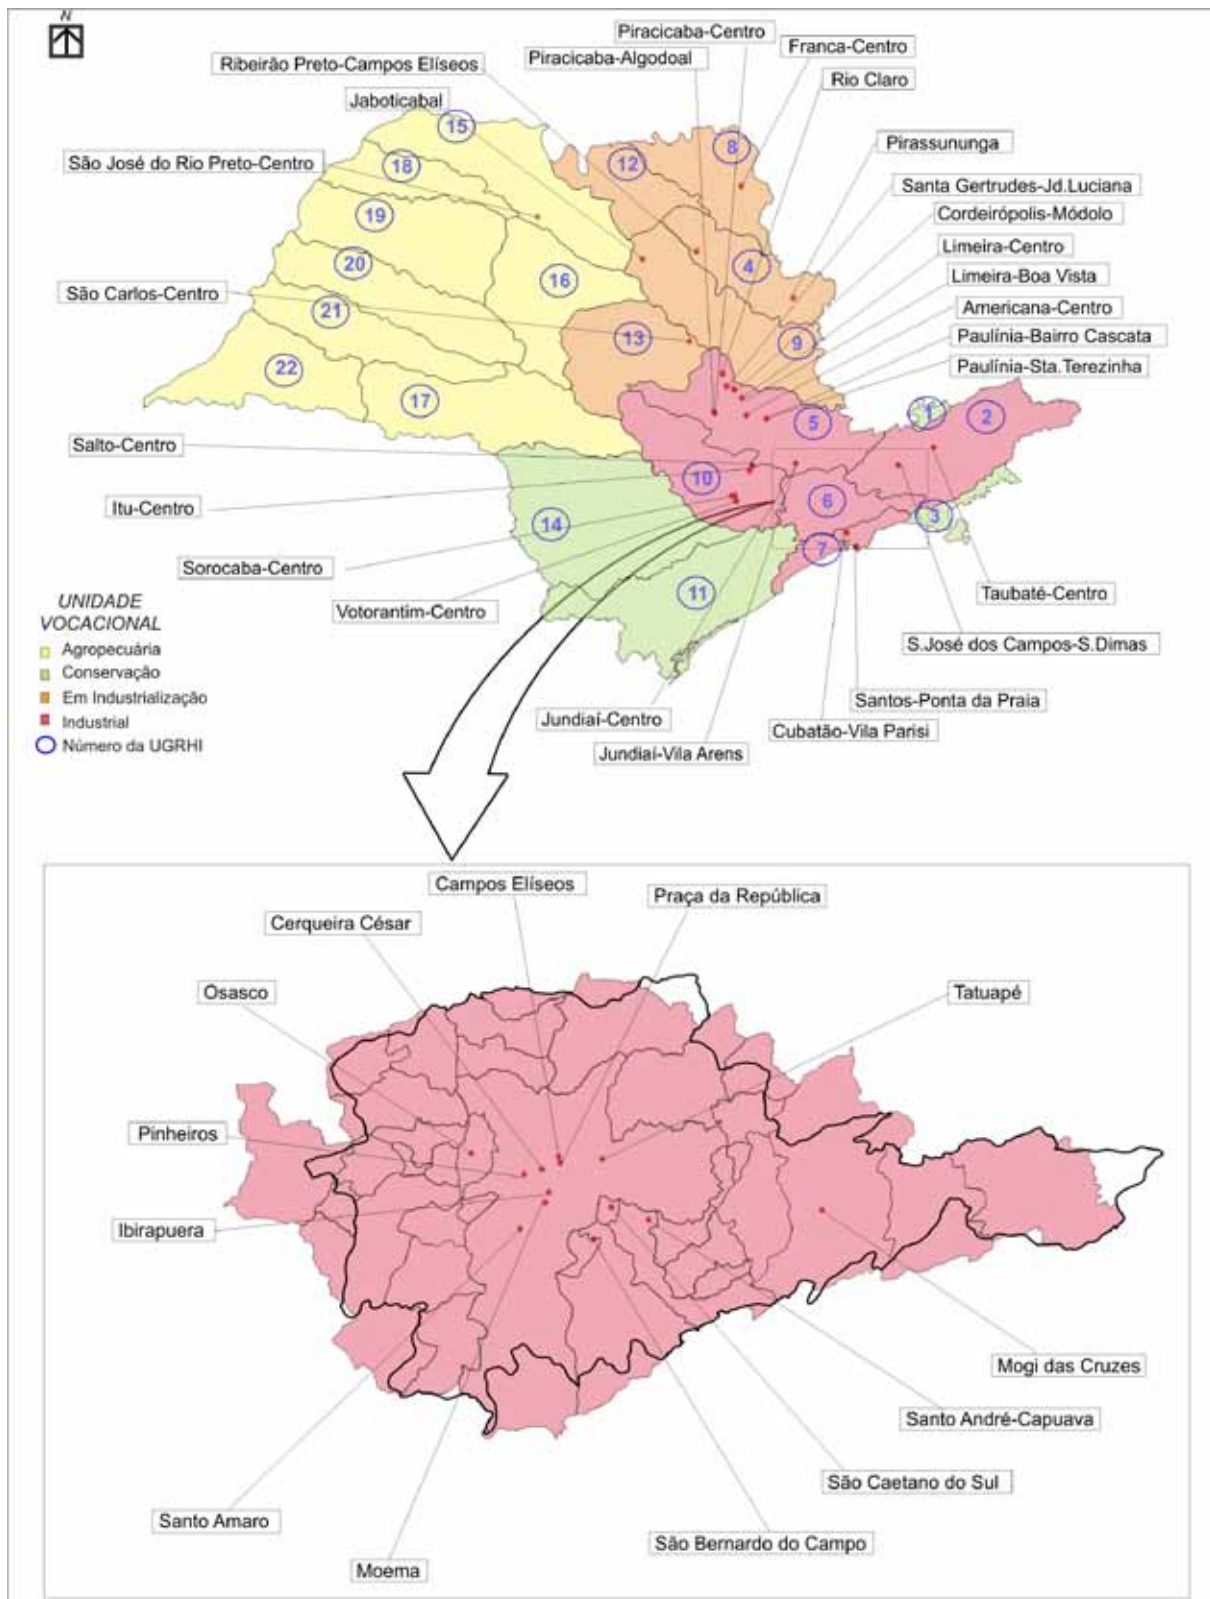 N
Piracicaba-Centro
Franca-Centro
Ribeirão Preto-Campos Elíseos
Piracicaba-Algodoal
Rio Claro
Jaboticabal
15
8
Pirassununga
São José do Rio Preto-Centro
18
12
Santa Gertrudes-Jd.Luciana
19
Cordeirópolis-Módolo
Limeira-Centro
20
16
4
Limeira-Boa Vista
São Carlos-Centro
21
Americana-Centro
13
9
Paulínia-Bairro Cascata
22
Paulínia-Sta.Terezinha
17
5
1
2
Salto-Centro
10
6
Itu-Centro
14
3
7
Sorocaba-Centro
11
Taubaté-Centro
Votorantim-Centro
UNIDADE
VOCACIONAL
Agropecuária
Conservação
Em Industrialização
Industrial
Número da UGRHI
S.José dos Campos-S.Dimas
Santos-Ponta da Praia
Jundiaí-Centro
Cubatão-Vila Parisi
Jundiaí-Vila Arens
Campos Elíseos
Praça da República
Cerqueira César
Osasco
Tatuapé
Pinheiros
Ibirapuera
Mogi das Cruzes
Santo André-Capuava
São Caetano do Sul
Santo Amaro
São Bernardo do Campo
Moema